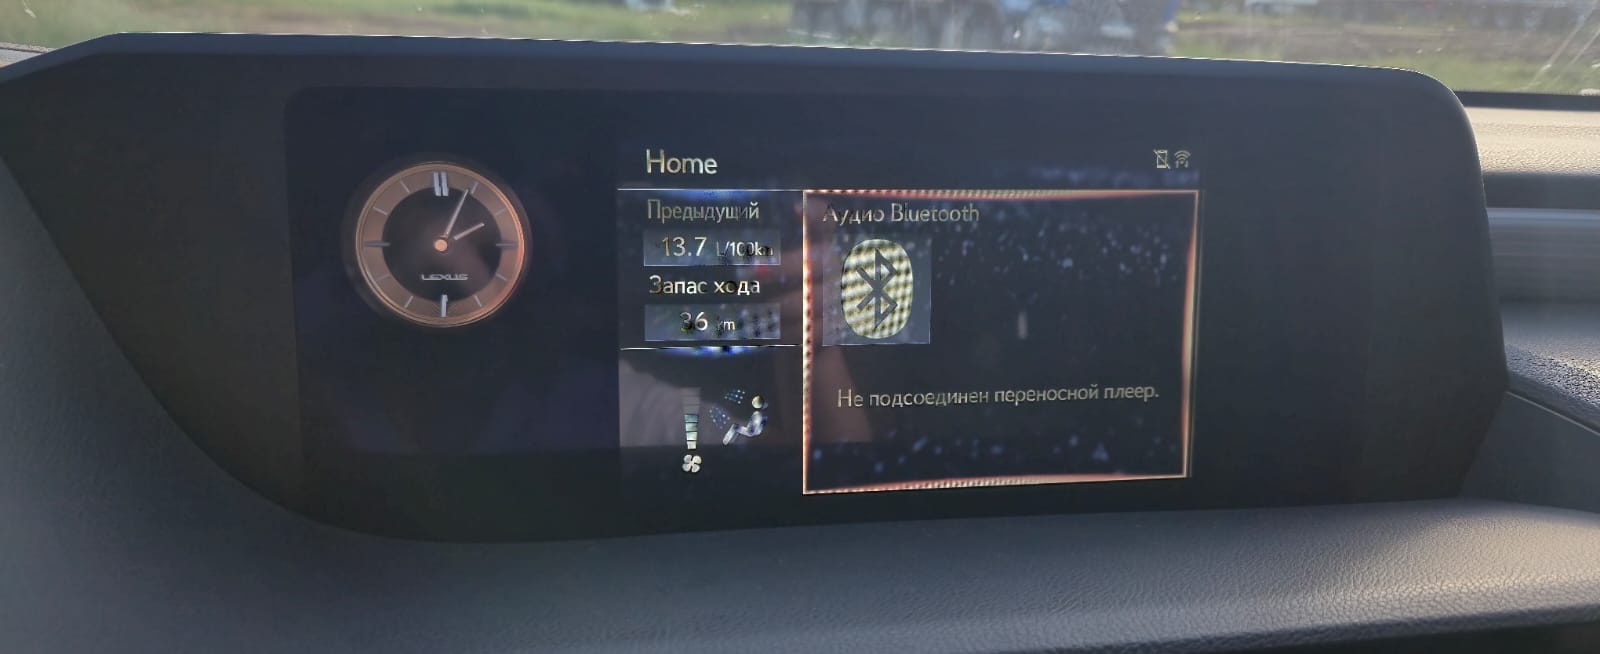 Home
Предыдущий
13.7 L/100km
Запас хода
36 km
Аудио Bluetooth
Не подсоединен переносной плеер.
LEXUS